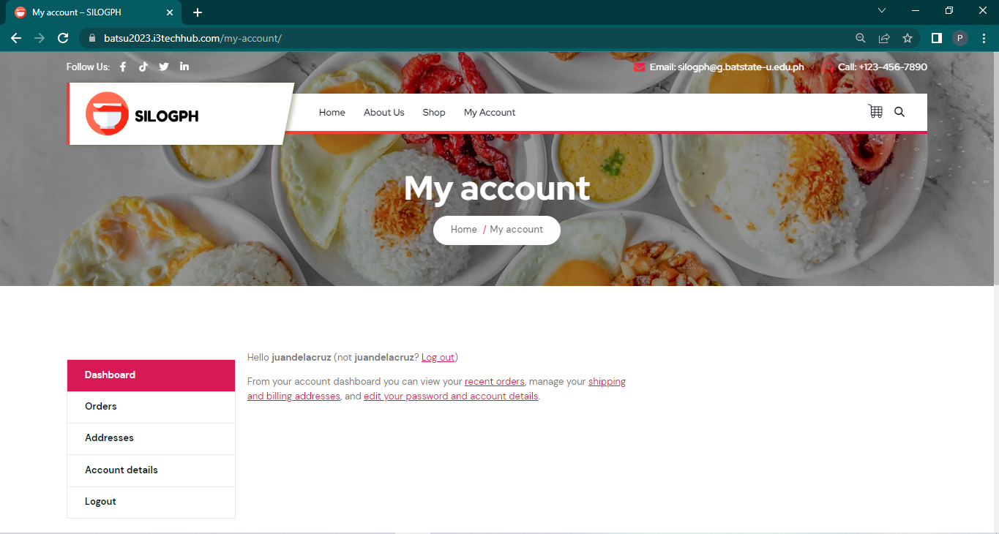 My account – SILOGPH
batsu2023.i3techhub.com/my-account/
P
Follow Us:
Email: silogph@g.batstate-u.edu.ph
Call: +123-456-7890
SILOGPH
Home About Us Shop My Account
My account
Home / My account
Hello juandelacruz (not juandelacruz? Log out)
From your account dashboard you can view your recent orders, manage your shipping
and billing addresses, and edit your password and account details.
Dashboard
Orders
Addresses
Account details
Logout